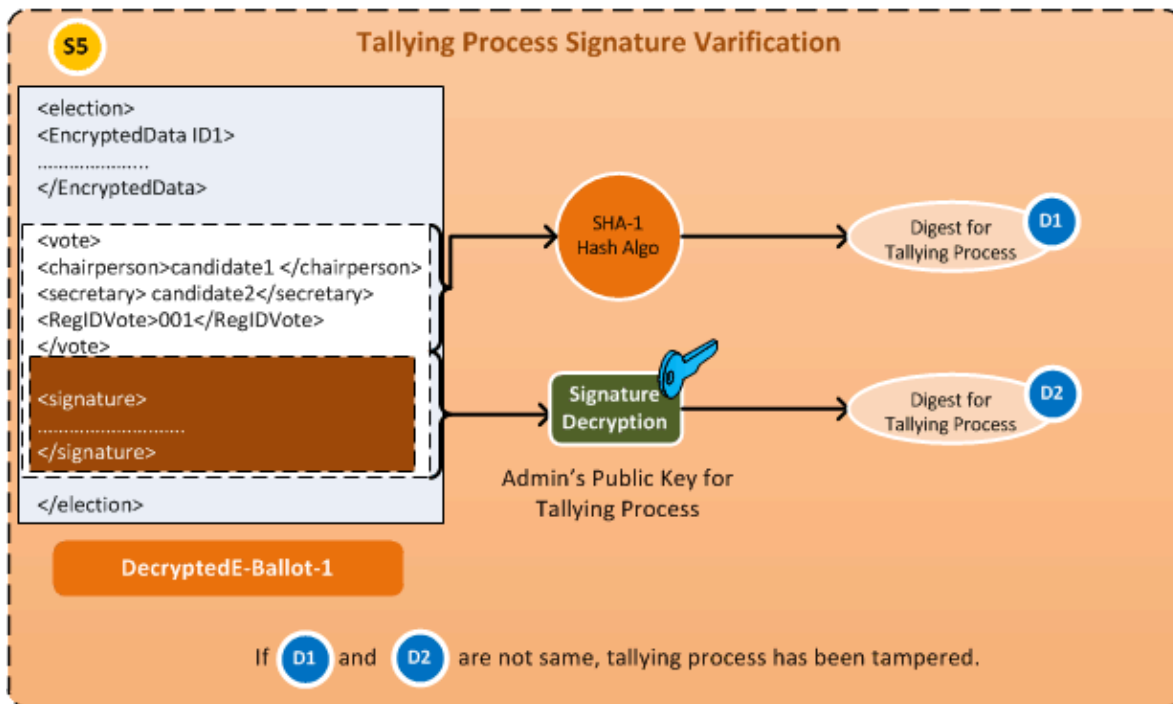 S5
Tallying Process Signature Varification
<election>
<EncryptedData ID1>
.....................
</EncryptedData>
<vote>
<chairperson>candidate1 </chairperson>
<secretary> candidate2</secretary>
<RegIDVote>001</RegIDVote>
</vote>
<signature>
............................
</signature>
</election>
DecryptedE-Ballot-1
SHA-1
Hash Algo
Digest for
Tallying Process
D1
Signature
Decryption
Admin’s Public Key for
Tallying Process
Digest for
Tallying Process
D2
If D1 and D2 are not same, tallying process has been tampered.